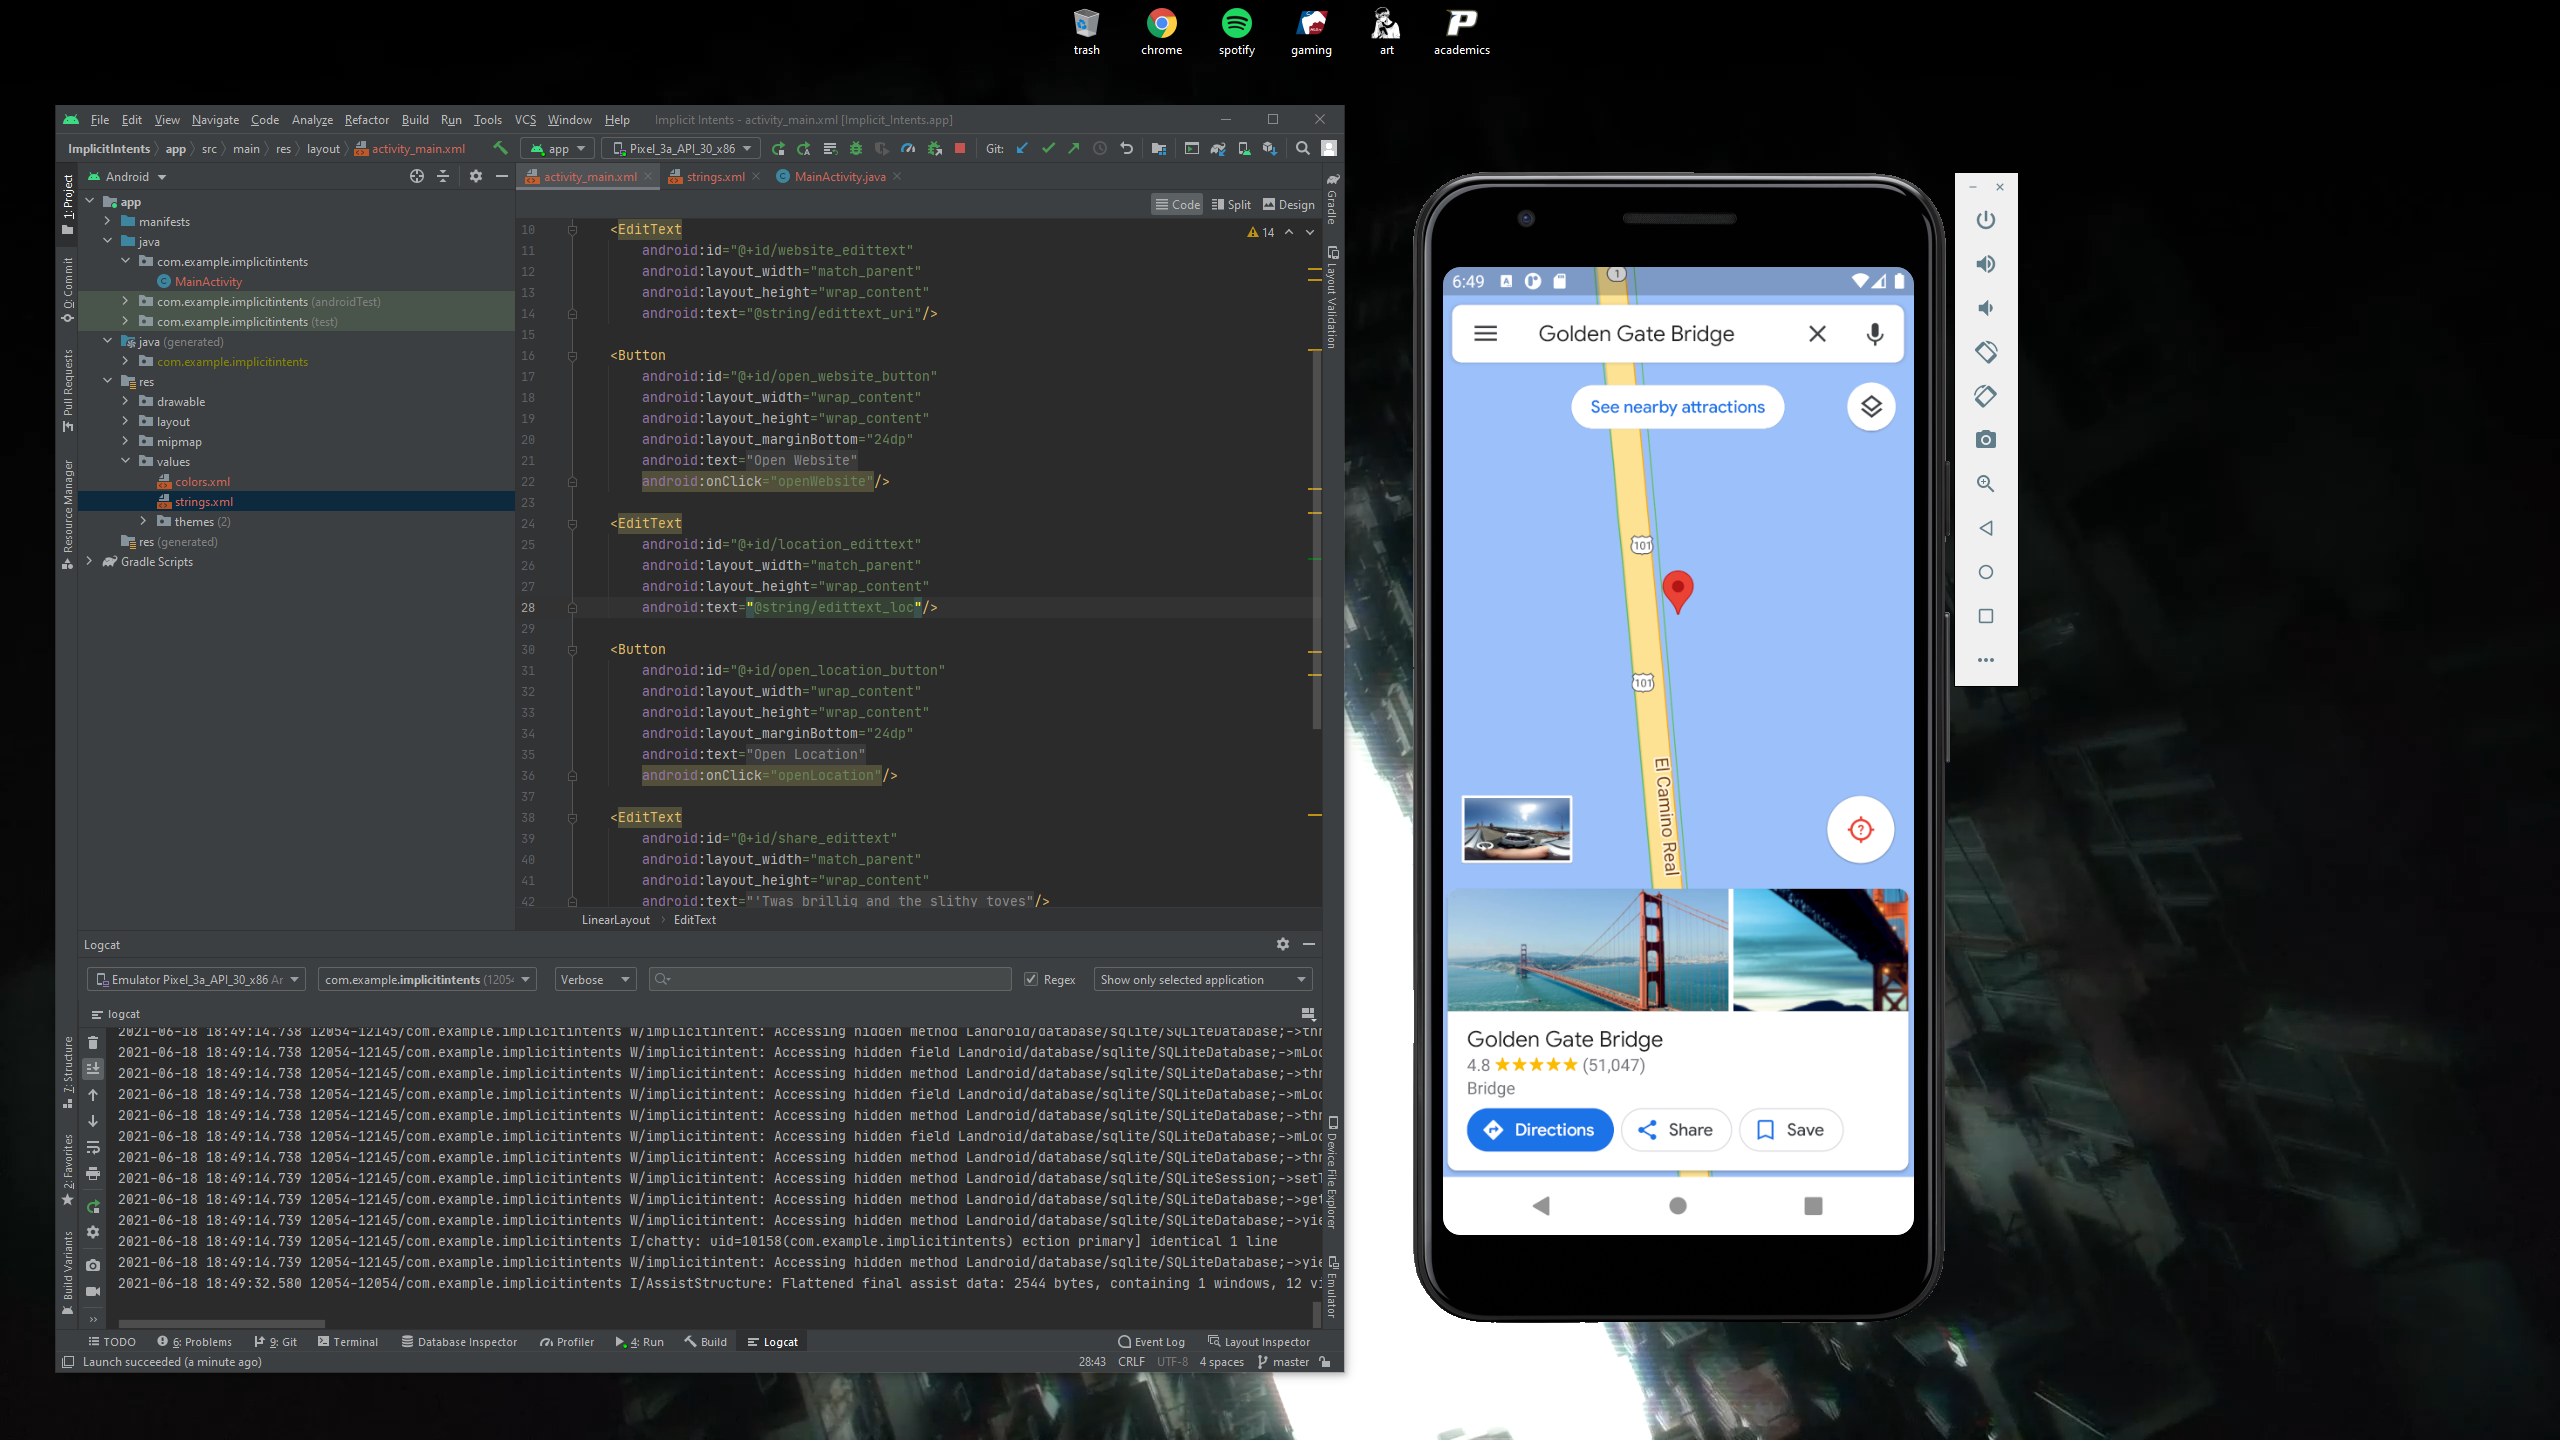 trash
chrome
spotify
gaming
art
academics
File Edit View Navigate Code Analyze Refactor Build Run Tools VCS Window Help Implicit Intents - activity_main.xml [Implicit_Intents.app]
ImplicitIntents app src main res layout activity_main.xml app Pixel_3a_API_30_x86 Git:
Android
activity_main.xml strings.xml MainActivity.java
Code Split Design
1: Project
0: Commit
Pull Requests
Resource Manager
Z: Structure
2: Favorites
Build Variants
app
manifests
java
com.example.implicitintents
MainActivity
com.example.implicitintents (androidTest)
com.example.implicitintents (test)
java (generated)
com.example.implicitintents
res
drawable
layout
mipmap
values
colors.xml
strings.xml
themes (2)
res (generated)
Gradle Scripts
14
10 <EditText
11 android:id="@+id/website_edittext"
12 android:layout_width="match_parent"
13 android:layout_height="wrap_content"
14 android:text="@string/edittext_uri"/>
15
16 <Button
17 android:id="@+id/open_website_button"
18 android:layout_width="wrap_content"
19 android:layout_height="wrap_content"
20 android:layout_marginBottom="24dp"
21 android:text="Open Website"
22 android:onClick="openWebsite"/>
23
24 <EditText
25 android:id="@+id/location_edittext"
26 android:layout_width="match_parent"
27 android:layout_height="wrap_content"
28 android:text="@string/edittext_loc"/>
29
30 <Button
31 android:id="@+id/open_location_button"
32 android:layout_width="wrap_content"
33 android:layout_height="wrap_content"
34 android:layout_marginBottom="24dp"
35 android:text="Open Location"
36 android:onClick="openLocation"/>
37
38 <EditText
39 android:id="@+id/share_edittext"
40 android:layout_width="match_parent"
41 android:layout_height="wrap_content"
42 android:text="'Twas brillig and the slithy toves"/>
LinearLayout EditText
Gradle
Layout Validation
Device File Explorer
Emulator
Logcat
Emulator Pixel_3a_API_30_x86 Ar com.example.implicitintents (12054 Verbose Regex Show only selected application
logcat
2021-06-18 18:49:14.738 12054-12145/com.example.implicitintents W/implicitintent: Accessing hidden method Landroid/database/sqlite/SQLiteDatabase;->thr
2021-06-18 18:49:14.738 12054-12145/com.example.implicitintents W/implicitintent: Accessing hidden field Landroid/database/sqlite/SQLiteDatabase;->mLoc
2021-06-18 18:49:14.738 12054-12145/com.example.implicitintents W/implicitintent: Accessing hidden method Landroid/database/sqlite/SQLiteDatabase;->thr
2021-06-18 18:49:14.738 12054-12145/com.example.implicitintents W/implicitintent: Accessing hidden field Landroid/database/sqlite/SQLiteDatabase;->mLoc
2021-06-18 18:49:14.738 12054-12145/com.example.implicitintents W/implicitintent: Accessing hidden method Landroid/database/sqlite/SQLiteDatabase;->thr
2021-06-18 18:49:14.738 12054-12145/com.example.implicitintents W/implicitintent: Accessing hidden field Landroid/database/sqlite/SQLiteDatabase;->mLoc
2021-06-18 18:49:14.738 12054-12145/com.example.implicitintents W/implicitintent: Accessing hidden method Landroid/database/sqlite/SQLiteDatabase;->thr
2021-06-18 18:49:14.739 12054-12145/com.example.implicitintents W/implicitintent: Accessing hidden method Landroid/database/sqlite/SQLiteSession;->setT
2021-06-18 18:49:14.739 12054-12145/com.example.implicitintents W/implicitintent: Accessing hidden method Landroid/database/sqlite/SQLiteDatabase;->get
2021-06-18 18:49:14.739 12054-12145/com.example.implicitintents W/implicitintent: Accessing hidden method Landroid/database/sqlite/SQLiteDatabase;->yie
2021-06-18 18:49:14.739 12054-12145/com.example.implicitintents I/chatty: uid=10158(com.example.implicitintents) ection primary] identical 1 line
2021-06-18 18:49:14.739 12054-12145/com.example.implicitintents W/implicitintent: Accessing hidden method Landroid/database/sqlite/SQLiteDatabase;->yie
2021-06-18 18:49:32.580 12054-12054/com.example.implicitintents I/AssistStructure: Flattened final assist data: 2544 bytes, containing 1 windows, 12 vi
TODO 6: Problems 9: Git Terminal Database Inspector Profiler 4: Run Build Logcat Event Log Layout Inspector
Launch succeeded (a minute ago) 28:43 CRLF UTF-8 4 spaces master
6:49
1
Golden Gate Bridge
See nearby attractions
101
101
El Camino Real
Golden Gate Bridge
4.8 (51,047)
Bridge
Directions Share Save